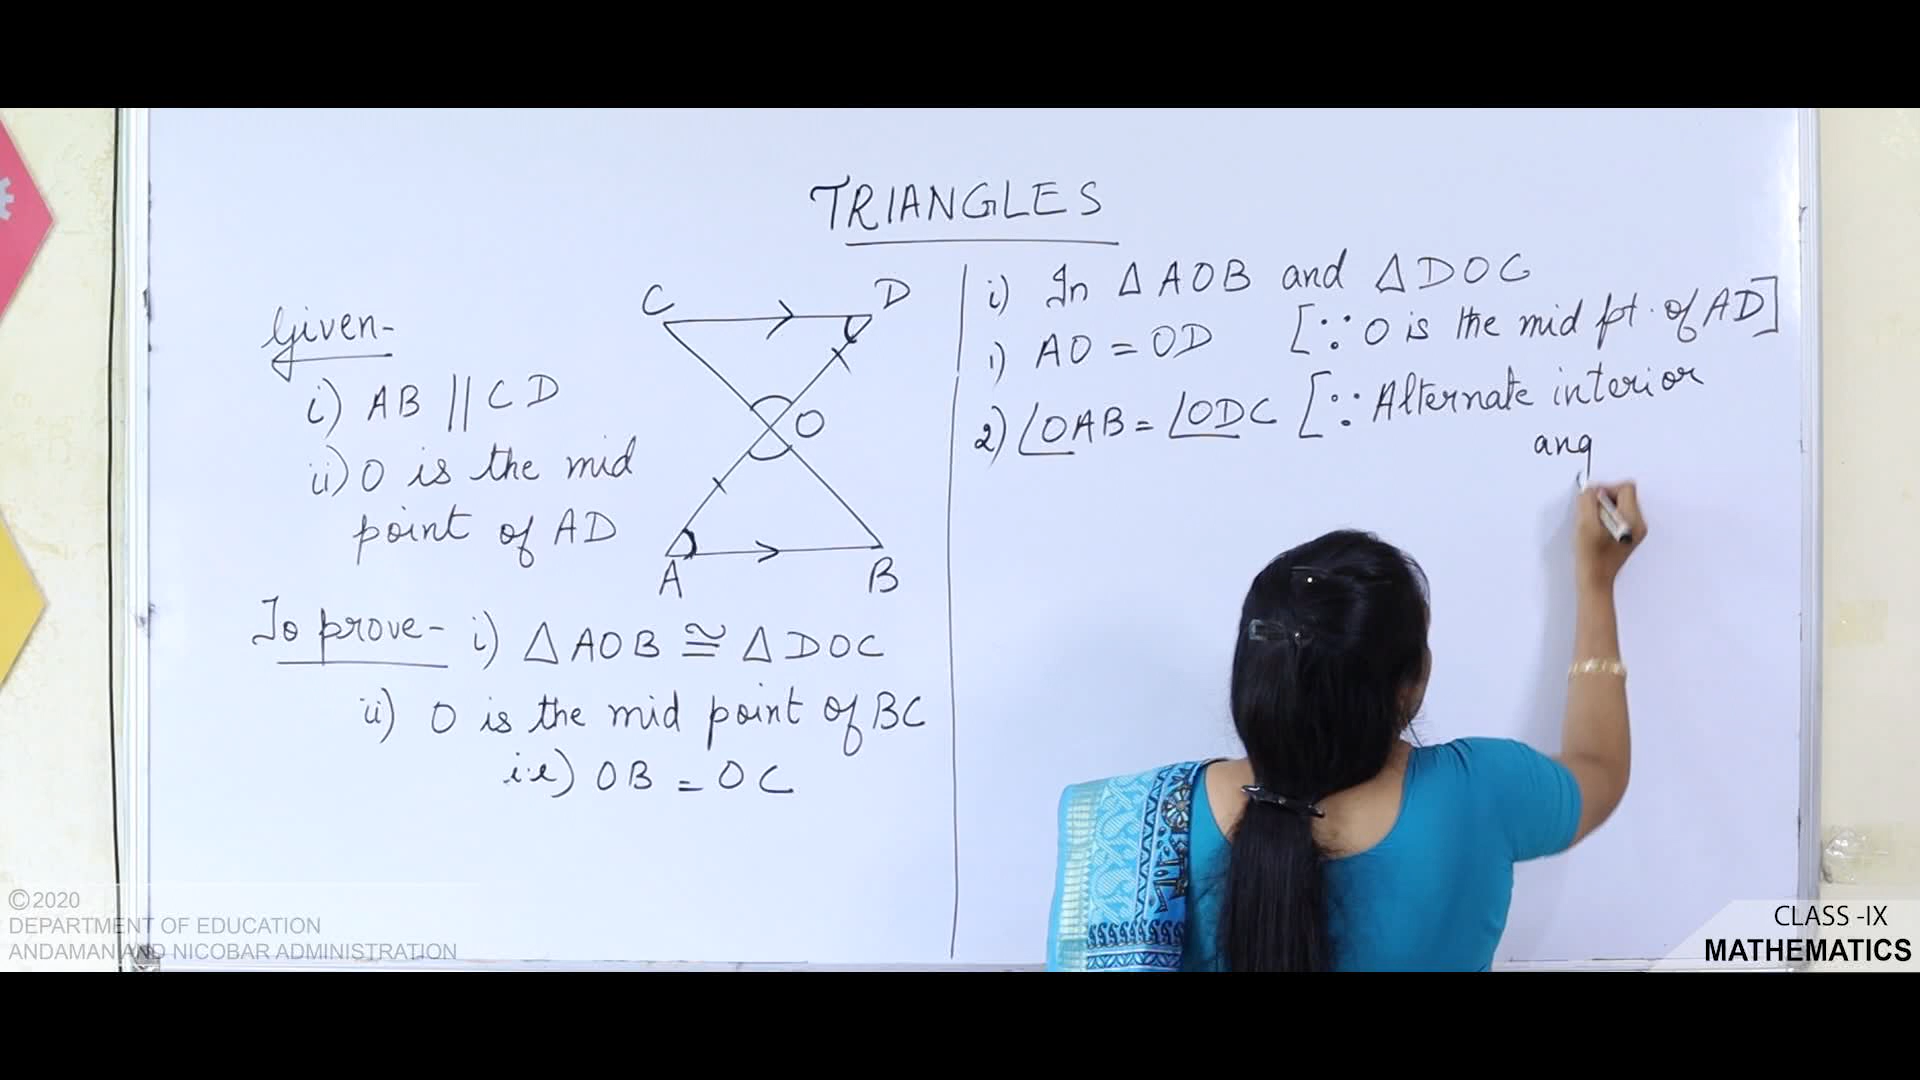 TRIANGLES
Given-
i) AB || CD
ii) O is the mid
point of AD
C
D
O
A
B
To prove- i) △AOB ≅ △DOC
ii) O is the mid point of BC
i.e) OB = OC
i) In △AOB and △DOC
1) AO = OD [∵ O is the mid pt. of AD]
2) ∠OAB = ∠ODC [∵ Alternate interior
ang
©2020
DEPARTMENT OF EDUCATION
ANDAMAN AND NICOBAR ADMINISTRATION
CLASS -IX
MATHEMATICS